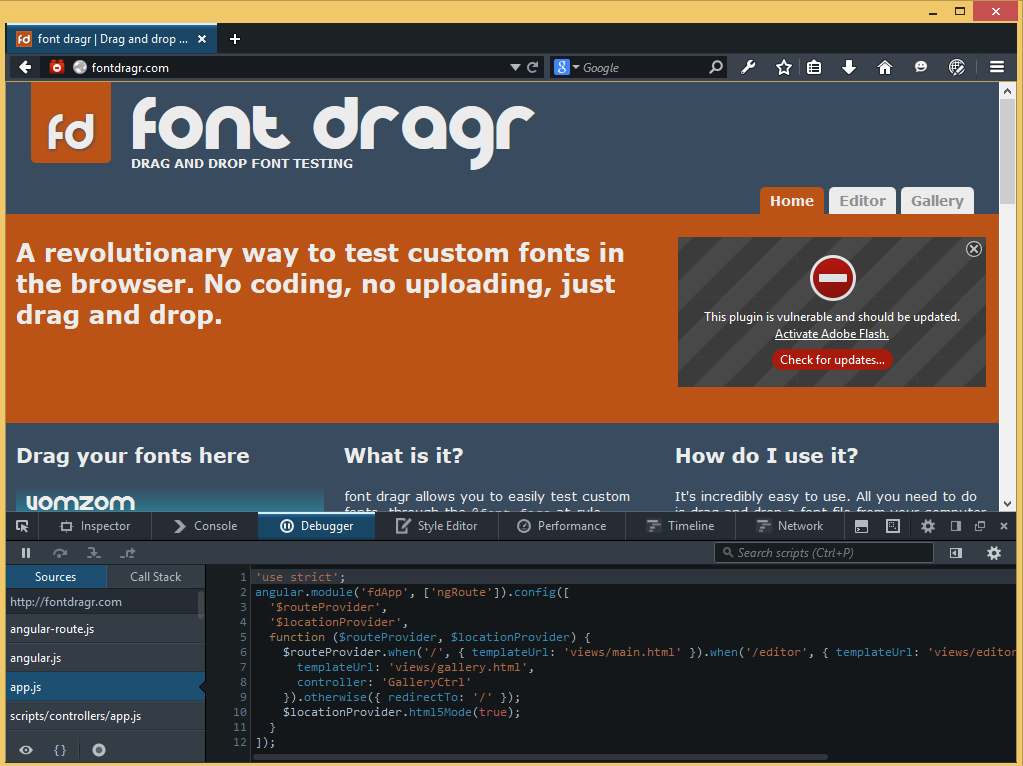 fd font dragr | Drag and drop ...
fontdragr.com
8 Google
fd
font dragr
DRAG AND DROP FONT TESTING
Home Editor Gallery
A revolutionary way to test custom fonts in
the browser. No coding, no uploading, just
drag and drop.
This plugin is vulnerable and should be updated.
Activate Adobe Flash.
Check for updates...
Drag your fonts here
YOMZOM
What is it?
font dragr allows you to easily test custom
fonts, through the @font-face at-rule
How do I use it?
It's incredibly easy to use. All you need to do
is drag and drop a font file from your computer
Inspector Console Debugger Style Editor Performance Timeline Network
Search scripts (Ctrl+P)
Sources Call Stack
http://fontdragr.com
angular-route.js
angular.js
app.js
scripts/controllers/app.js
{}
1 'use strict';
2 angular.module('fdApp', ['ngRoute']).config([
3 '$routeProvider',
4 '$locationProvider',
5 function ($routeProvider, $locationProvider) {
6 $routeProvider.when('/', { templateUrl: 'views/main.html' }).when('/editor', { templateUrl: 'views/editor
7 templateUrl: 'views/gallery.html',
8 controller: 'GalleryCtrl'
9 }).otherwise({ redirectTo: '/' });
10 $locationProvider.html5Mode(true);
11 }
12 ]);